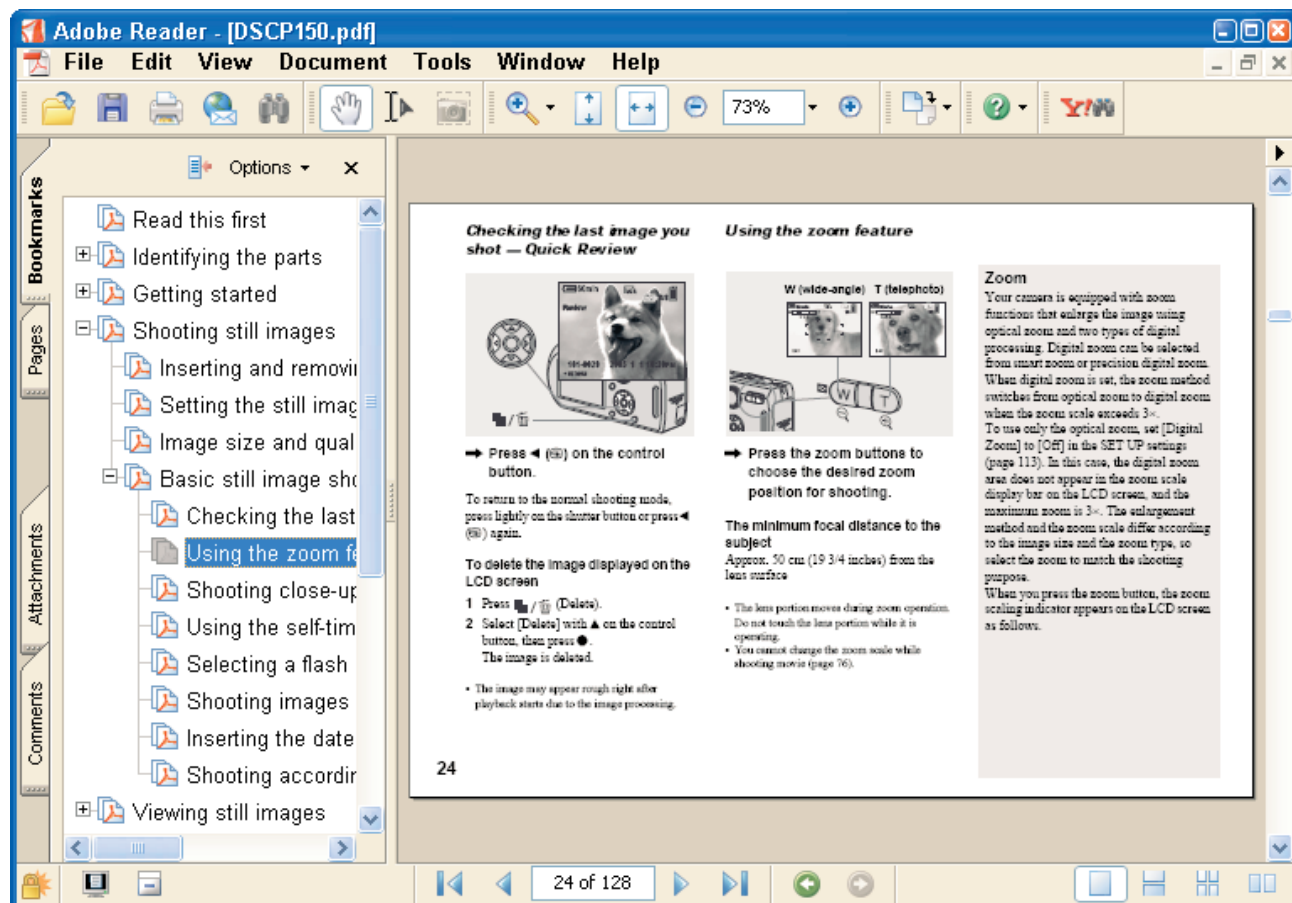 Adobe Reader - [DSCP150.pdf]
File Edit View Document Tools Window Help
73%
Y!
Options
Bookmarks
Pages
Attachments
Comments
Read this first
Identifying the parts
Getting started
Shooting still images
Inserting and removi
Setting the still imag
Image size and qual
Basic still image sho
Checking the last
Using the zoom fe
Shooting close-up
Using the self-tim
Selecting a flash
Shooting images
Inserting the date
Shooting accordin
Viewing still images
Checking the last image you
shot — Quick Review
Review
➞ Press ◄ () on the control
button.
To return to the normal shooting mode,
press lightly on the shutter button or press ◄
() again.
To delete the image displayed on the
LCD screen
1 Press / (Delete).
2 Select [Delete] with ▲ on the control
button, then press ●.
The image is deleted.
• The image may appear rough right after
playback starts due to the image processing.
24
Using the zoom feature
W (wide-angle) T (telephoto)
W T
➞ Press the zoom buttons to
choose the desired zoom
position for shooting.
The minimum focal distance to the
subject
Approx. 50 cm (19 3/4 inches) from the
lens surface
• The lens portion moves during zoom operation.
Do not touch the lens portion while it is
operating.
• You cannot change the zoom scale while
shooting movie (page 76).
Zoom
Your camera is equipped with zoom
functions that enlarge the image using
optical zoom and two types of digital
processing. Digital zoom can be selected
from smart zoom or precision digital zoom.
When digital zoom is set, the zoom method
switches from optical zoom to digital zoom
when the zoom scale exceeds 3×.
To use only the optical zoom, set [Digital
Zoom] to [Off] in the SET UP settings
(page 113). In this case, the digital zoom
area does not appear in the zoom scale
display bar on the LCD screen, and the
maximum zoom is 3×. The enlargement
method and the zoom scale differ according
to the image size and the zoom type, so
select the zoom to match the shooting
purpose.
When you press the zoom button, the zoom
scaling indicator appears on the LCD screen
as follows.
24 of 128